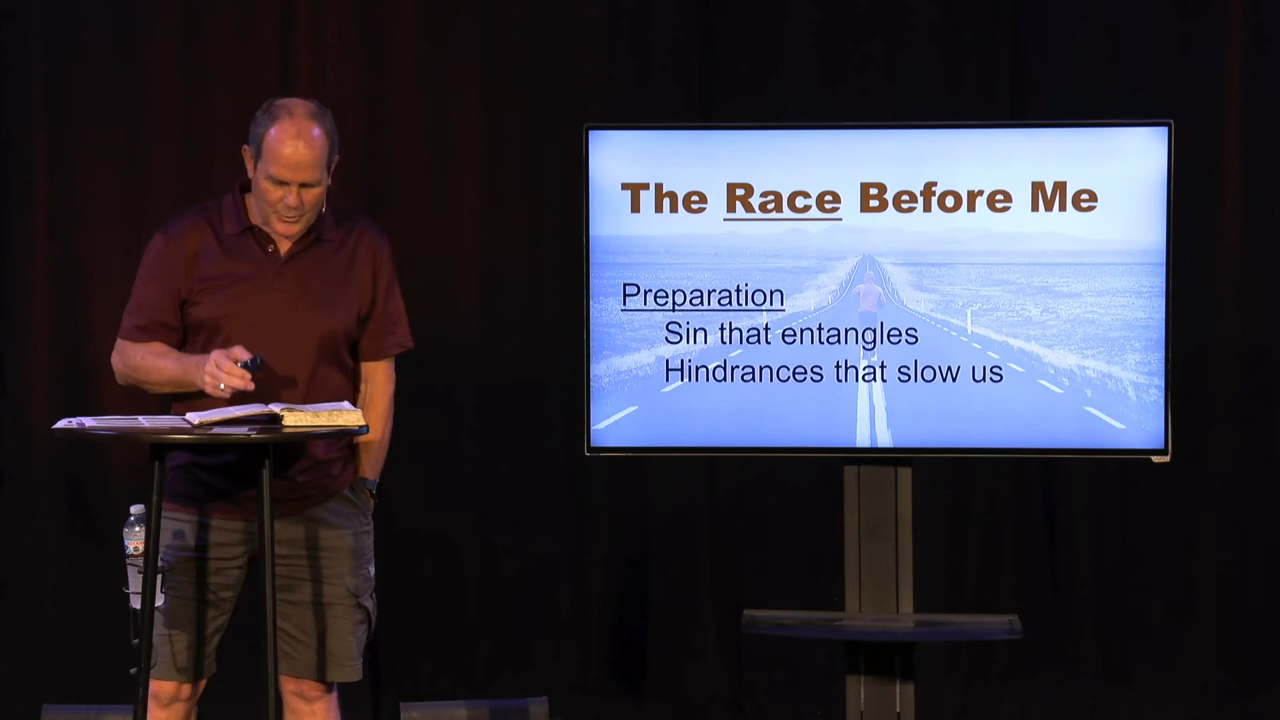 The Race Before Me
Preparation
Sin that entangles
Hindrances that slow us